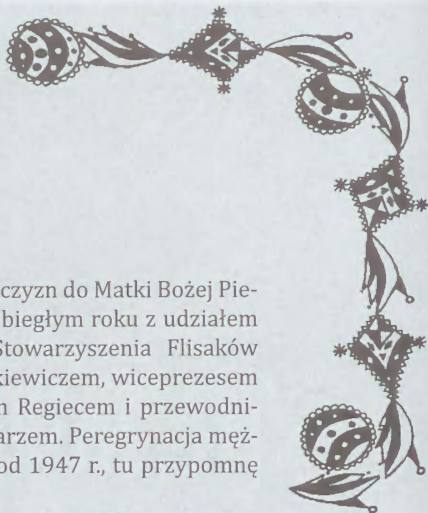 czyzn do Matki Bożej Pie-
biegłym roku z udziałem
Stowarzyszenia Flisaków
kiewiczem, wiceprezesem
Regiecem i przewodni-
arzem. Peregrynacja męż-
od 1947 r., tu przypomnę